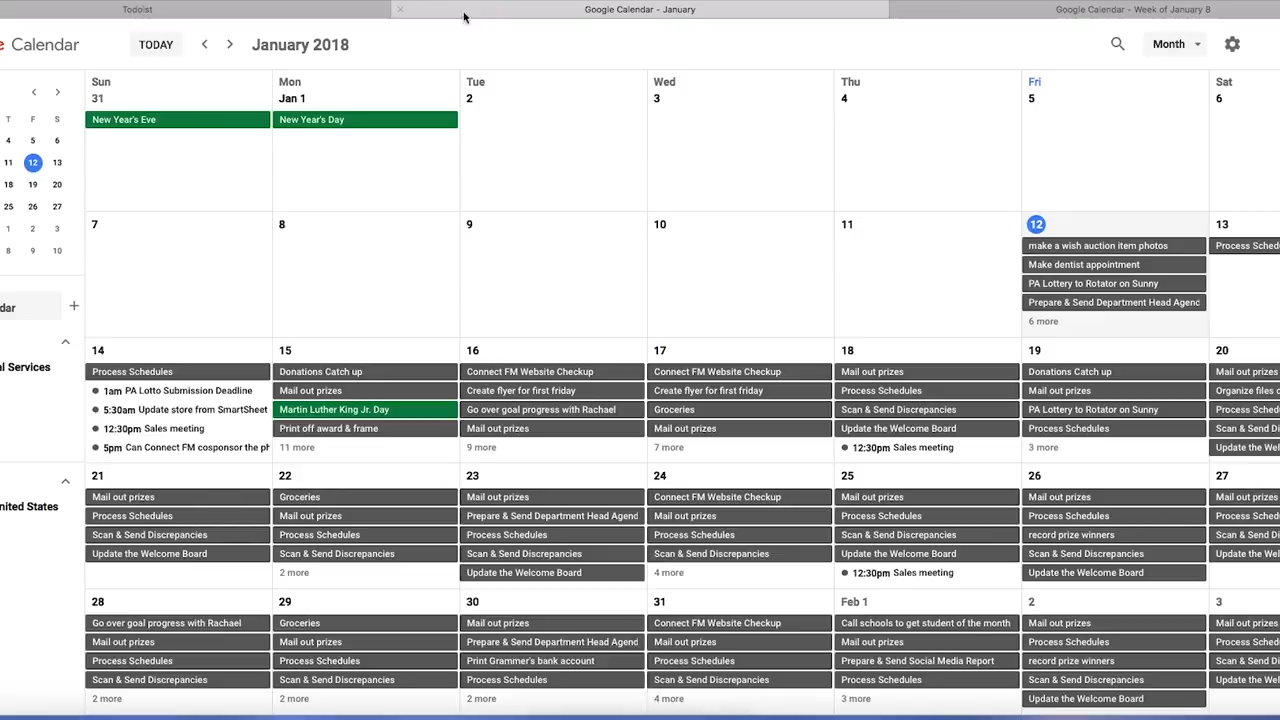 Todoist
Google Calendar - January
Google Calendar - Week of January 8
Calendar
TODAY
January 2018
Month
T F S
4 5 6
11 12 13
18 19 20
25 26 27
1 2 3
8 9 10
dar
l Services
nited States
Sun Mon Tue Wed Thu Fri Sat
31 Jan 1 2 3 4 5 6
New Year's Eve
New Year's Day
7 8 9 10 11 12 13
make a wish auction item photos
Make dentist appointment
PA Lottery to Rotator on Sunny
Prepare & Send Department Head Agenc
6 more
Process Sched
14
Process Schedules
1am PA Lotto Submission Deadline
5:30am Update store from SmartSheet
12:30pm Sales meeting
5pm Can Connect FM cosponsor the ph
15
Donations Catch up
Mail out prizes
Martin Luther King Jr. Day
Print off award & frame
11 more
16
Connect FM Website Checkup
Create flyer for first friday
Go over goal progress with Rachael
Mail out prizes
9 more
17
Connect FM Website Checkup
Create flyer for first friday
Groceries
Mail out prizes
7 more
18
Mail out prizes
Process Schedules
Scan & Send Discrepancies
Update the Welcome Board
12:30pm Sales meeting
19
Donations Catch up
Mail out prizes
PA Lottery to Rotator on Sunny
Process Schedules
3 more
20
Mail out prizes
Organize files o
Process Sched
Scan & Send D
Update the Wel
21
Mail out prizes
Process Schedules
Scan & Send Discrepancies
Update the Welcome Board
22
Groceries
Mail out prizes
Process Schedules
Scan & Send Discrepancies
2 more
23
Mail out prizes
Prepare & Send Department Head Agend
Process Schedules
Scan & Send Discrepancies
Update the Welcome Board
24
Connect FM Website Checkup
Mail out prizes
Process Schedules
Scan & Send Discrepancies
4 more
25
Mail out prizes
Process Schedules
Scan & Send Discrepancies
Update the Welcome Board
12:30pm Sales meeting
26
Mail out prizes
Process Schedules
record prize winners
Scan & Send Discrepancies
Update the Welcome Board
27
Mail out prizes
Process Sched
Scan & Send D
Update the Wel
28
Go over goal progress with Rachael
Mail out prizes
Process Schedules
Scan & Send Discrepancies
2 more
29
Groceries
Mail out prizes
Process Schedules
Scan & Send Discrepancies
2 more
30
Mail out prizes
Prepare & Send Department Head Agend
Print Grammer's bank account
Process Schedules
2 more
31
Connect FM Website Checkup
Mail out prizes
Process Schedules
Scan & Send Discrepancies
4 more
Feb 1
Call schools to get student of the month
Mail out prizes
Prepare & Send Social Media Report
Process Schedules
3 more
2
Mail out prizes
Process Schedules
record prize winners
Scan & Send Discrepancies
Update the Welcome Board
3
Mail out prizes
Process Sched
Scan & Send D
Update the Wel